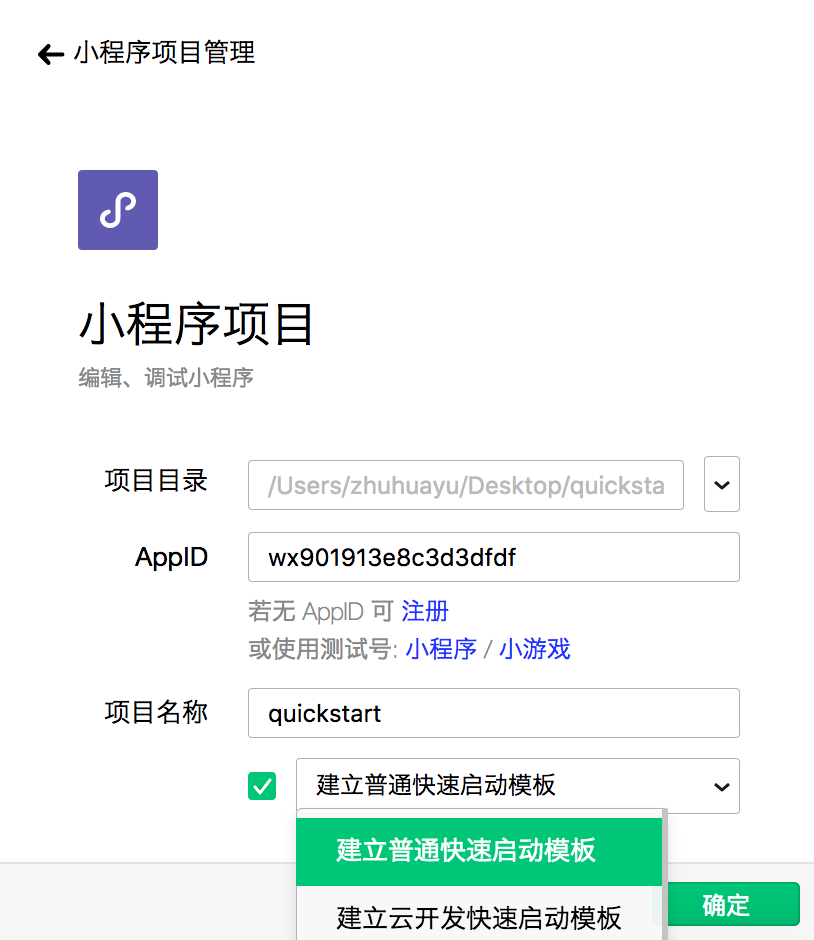 小程序项目管理
小程序项目
编辑、调试小程序
项目目录 /Users/zhuhuayu/Desktop/quicksta
AppID wx901913e8c3d3dfdf
若无 AppID 可 注册
或使用测试号: 小程序 / 小游戏
项目名称 quickstart
建立普通快速启动模板
建立普通快速启动模板
建立云开发快速启动模板 确定